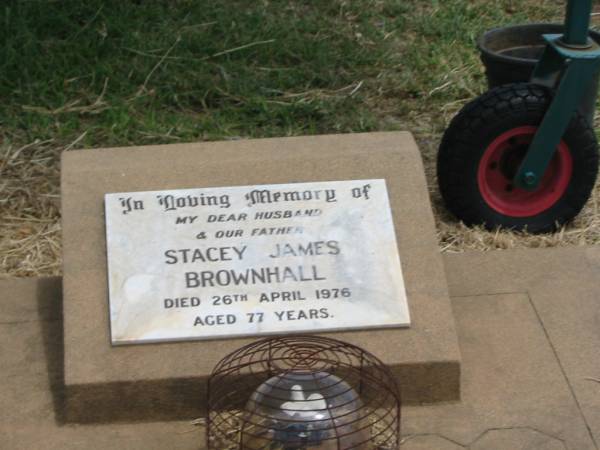 In Loving Memory of
MY DEAR HUSBAND
& OUR FATHER
STACEY JAMES
BROWNHALL
DIED 26TH APRIL 1976
AGED 77 YEARS.